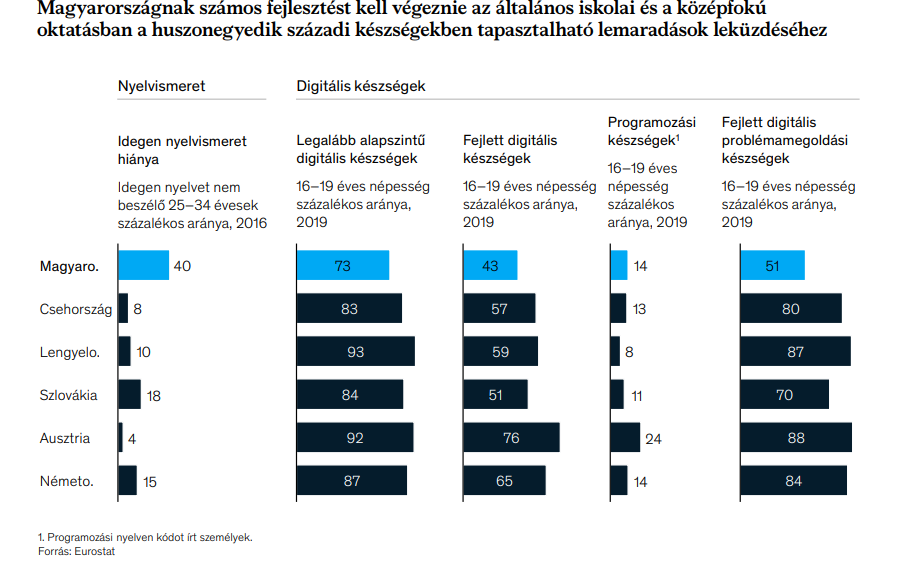 Magyarországnak számos fejlesztést kell végeznie az általános iskolai és a középfokú
oktatásban a huszonegyedik századi készségekben tapasztalható lemaradások leküzdéséhez
Nyelvismeret
Digitális készségek
Idegen nyelvismeret
hiánya
Idegen nyelvet nem
beszélő 25–34 évesek
százalékos aránya, 2016
Legalább alapszintű
digitális készségek
16–19 éves népesség
százalékos aránya,
2019
Fejlett digitális
készségek
16–19 éves népesség
százalékos aránya,
2019
Programozási
készségek¹
16–19 éves
népesség
százalékos
aránya, 2019
Fejlett digitális
problémamegoldási
készségek
16–19 éves népesség
százalékos aránya,
2019
Magyaro. 40 73 43 14 51
Csehország 8 83 57 13 80
Lengyelo. 10 93 59 8 87
Szlovákia 18 84 51 11 70
Ausztria 4 92 76 24 88
Németo. 15 87 65 14 84
1. Programozási nyelven kódot írt személyek.
Forrás: Eurostat